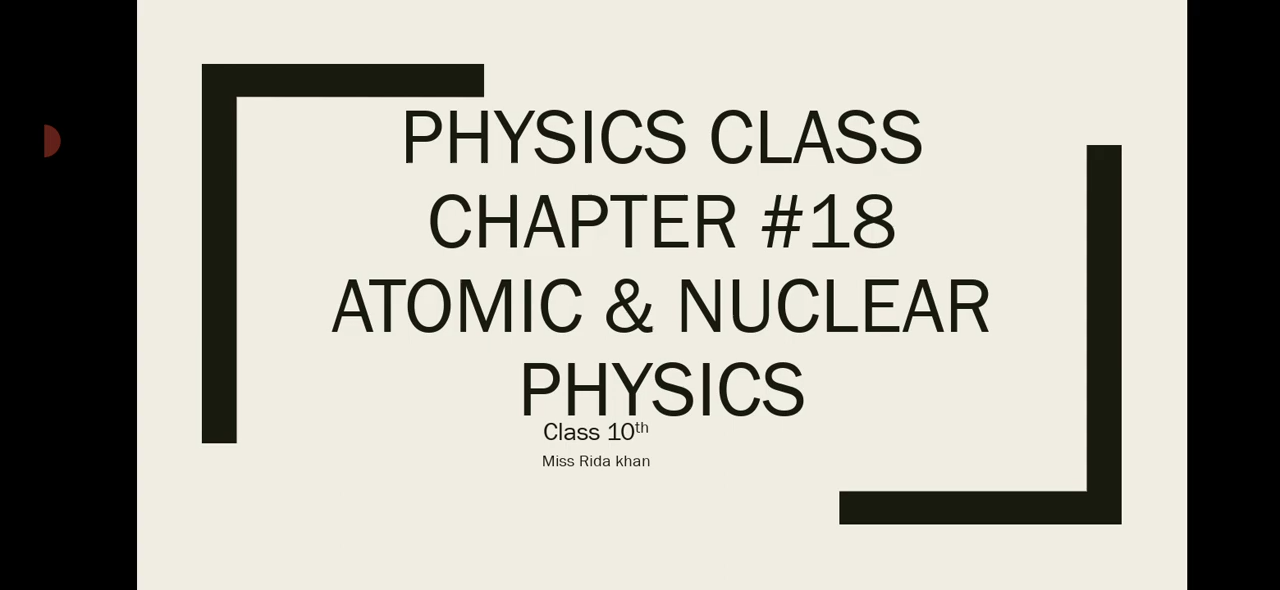 PHYSICS CLASS
CHAPTER #18
ATOMIC & NUCLEAR
PHYSICS
Class 10th
Miss Rida khan